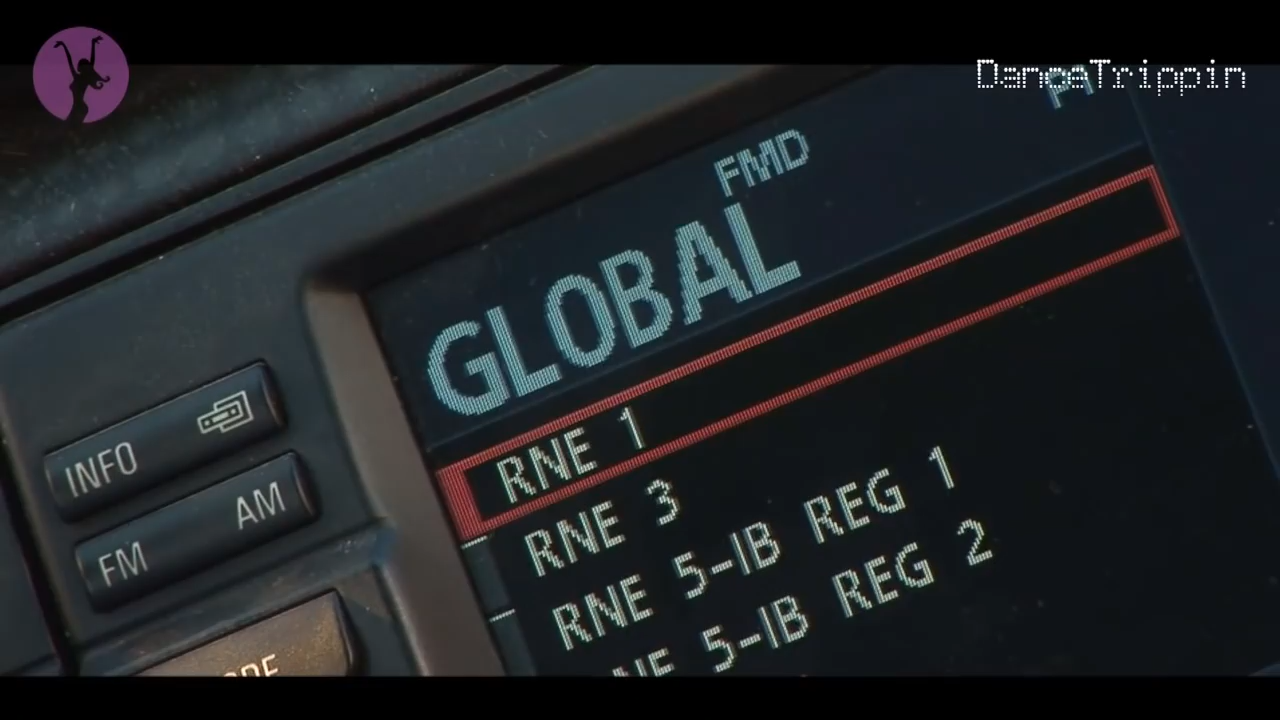 DanceTrippin
FMD
GLOBAL
RNE 1
RNE 3
RNE 5-IB REG 1
RNE 5-IB REG 2
INFO
AM
FM